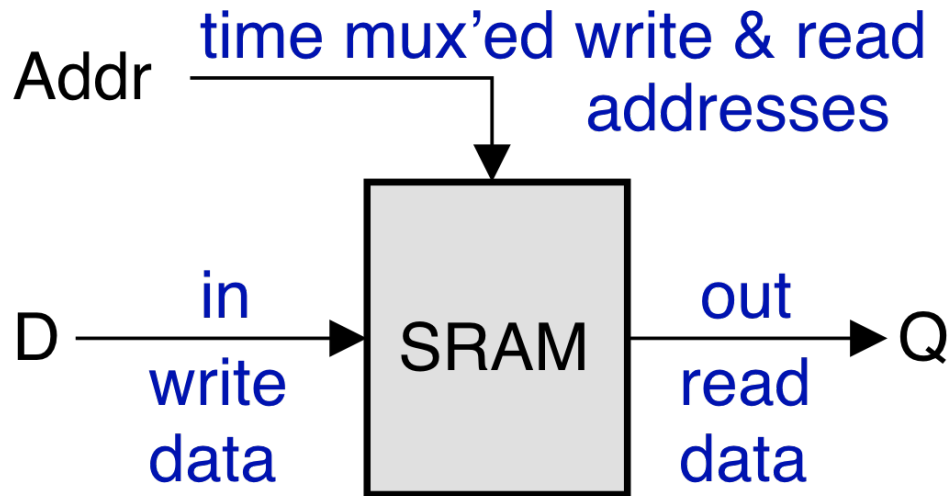 time mux’ed write & read
Addr
addresses
in
out
D
SRAM
Q
write
read
data
data